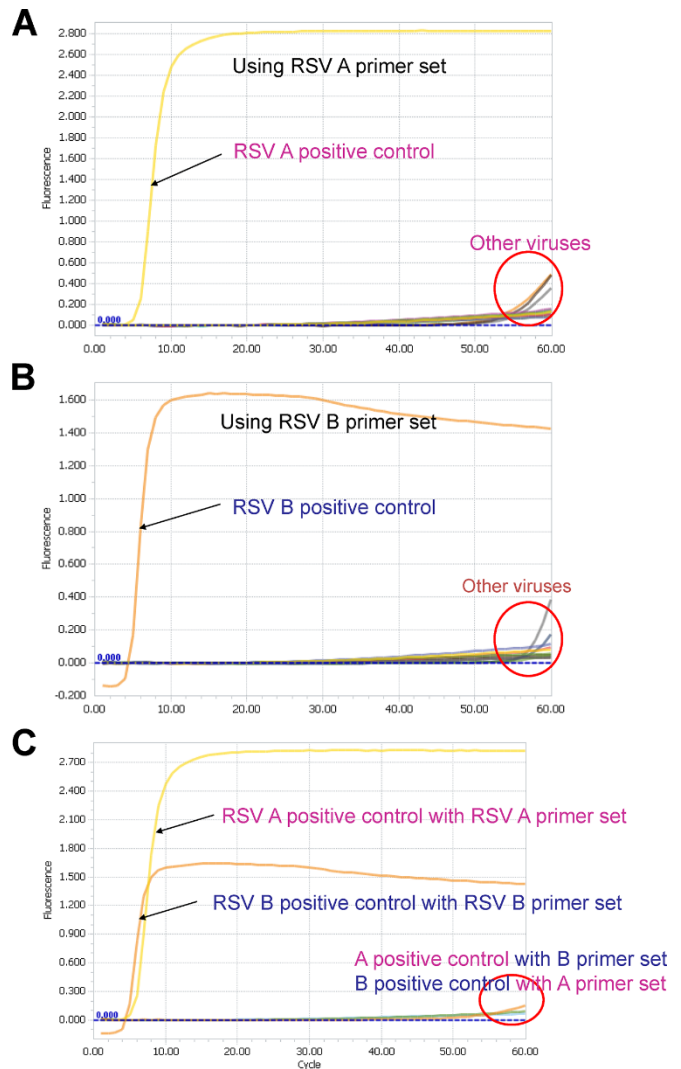 A
2.800
2.600
2.400
2.200
2.000
1.800
1.600
1.400
1.200
1.000
0.800
0.600
0.400
0.200
0.000
Fluorescence
Using RSV A primer set
RSV A positive control
Other viruses
0.000
0.00 10.00 20.00 30.00 40.00 50.00 60.00
B
1.600
1.400
1.200
1.000
0.800
0.600
0.400
0.200
0.000
-0.200
Fluorescence
Using RSV B primer set
RSV B positive control
Other viruses
0.000
0.00 10.00 20.00 30.00 40.00 50.00 60.00
C
2.700
2.400
2.100
1.800
1.500
1.200
0.900
0.600
0.300
0.000
Fluorescence
RSV A positive control with RSV A primer set
RSV B positive control with RSV B primer set
A positive control with B primer set
B positive control with A primer set
0.000
0.00 10.00 20.00 30.00 40.00 50.00 60.00
Cycle